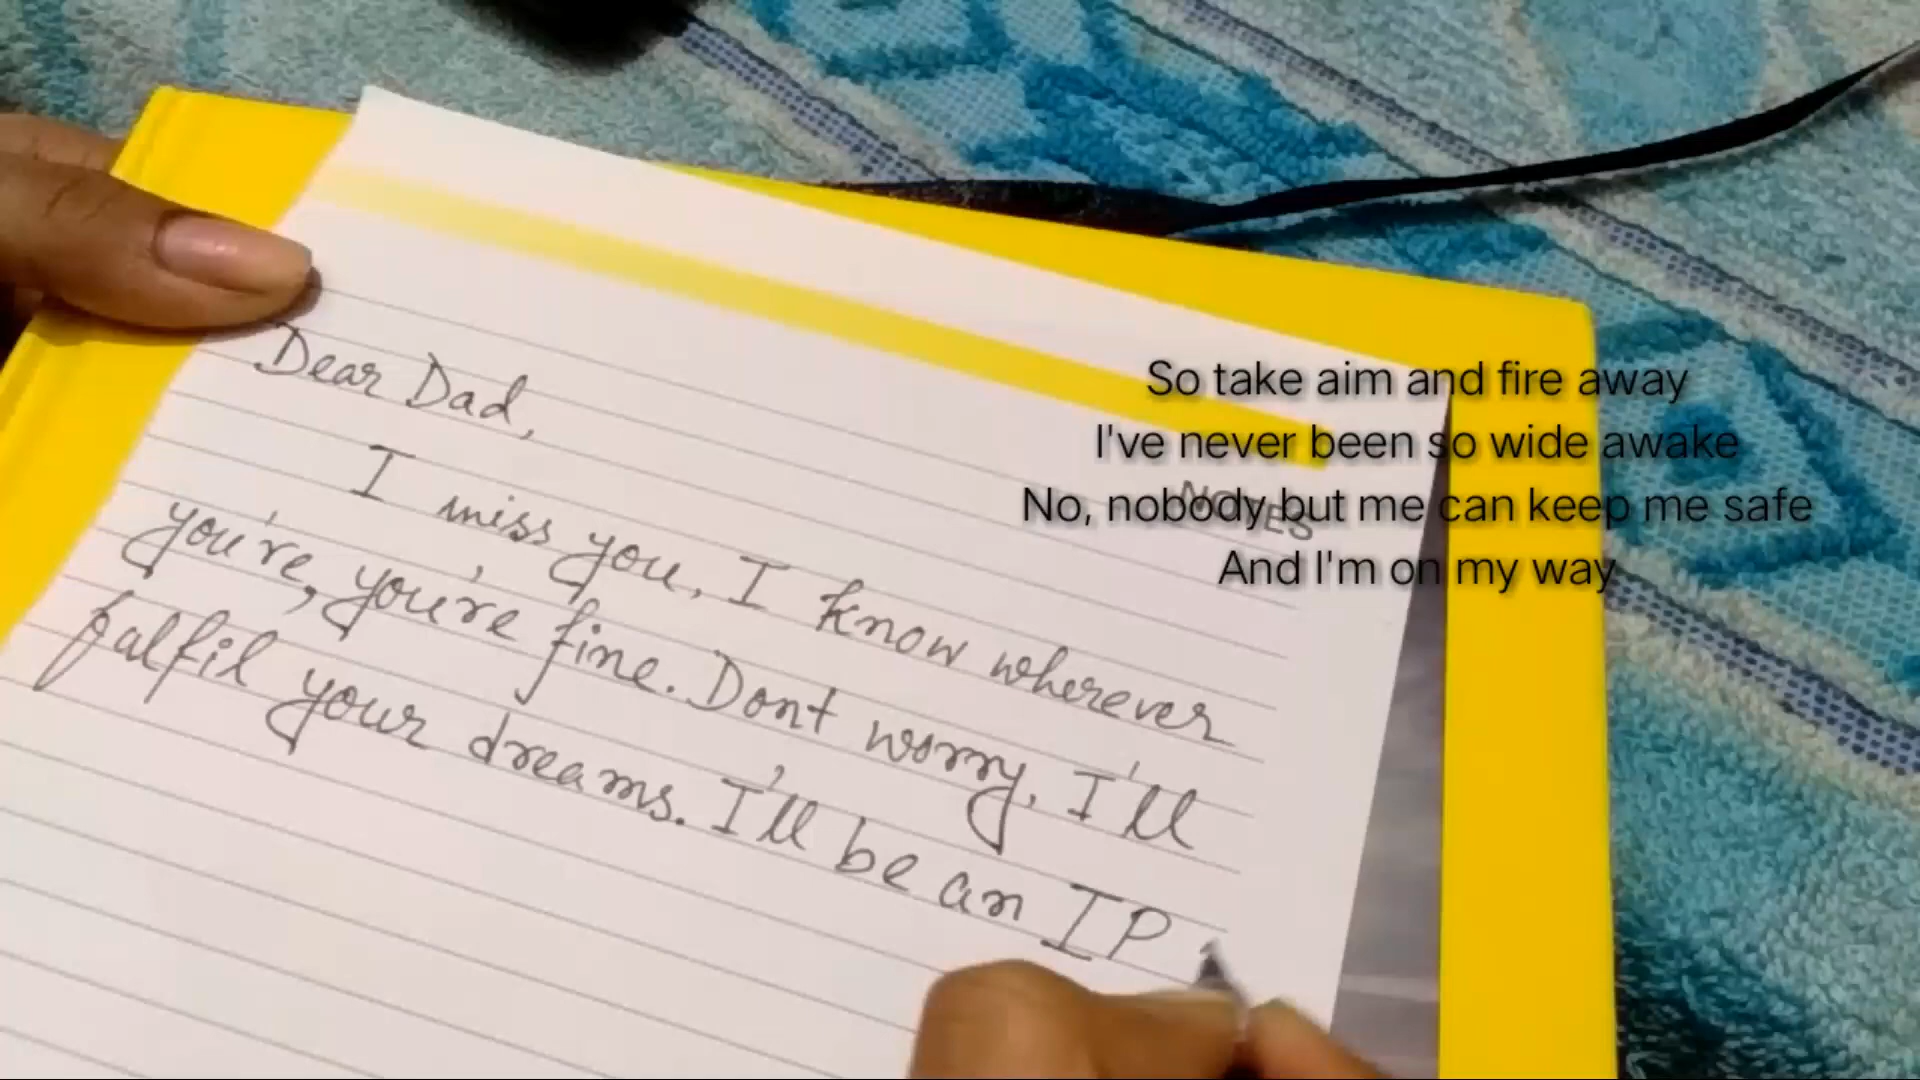 Dear Dad,
I miss you, I know wherever
you're, you're fine. Dont worry, I'll
fulfil your dreams. I'll be an IP
NOTES
So take aim and fire away
I've never been so wide awake
No, nobody but me can keep me safe
And I'm on my way